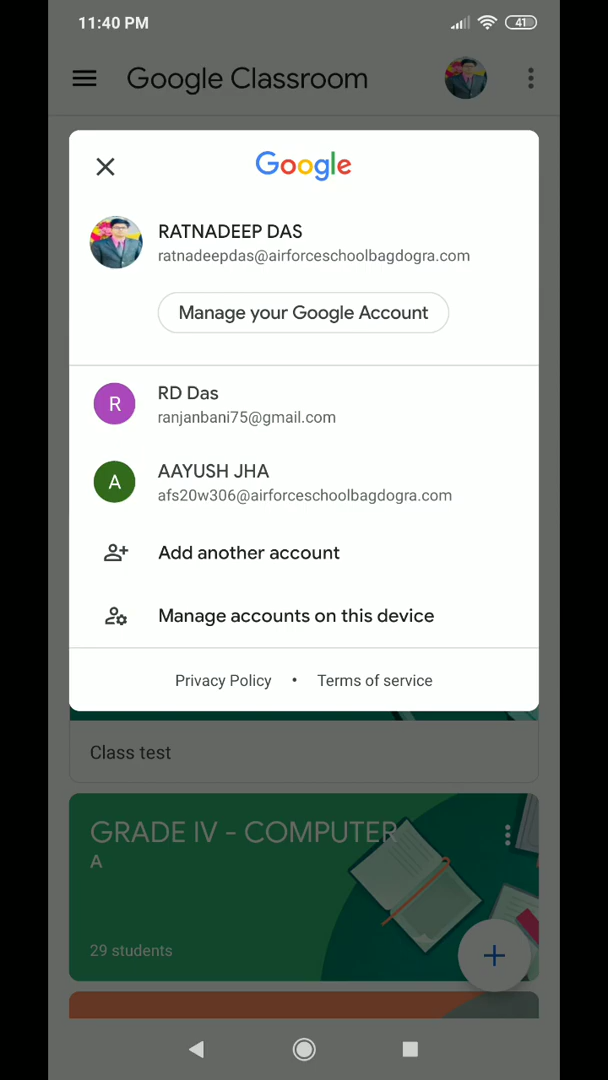 11:40 PM
41
Google Classroom
Google
RATNADEEP DAS
ratnadeepdas@airforceschoolbagdogra.com
Manage your Google Account
R
RD Das
ranjanbani75@gmail.com
A
AAYUSH JHA
afs20w306@airforceschoolbagdogra.com
Add another account
Manage accounts on this device
Privacy Policy • Terms of service
Class test
GRADE IV - COMPUTER
A
29 students